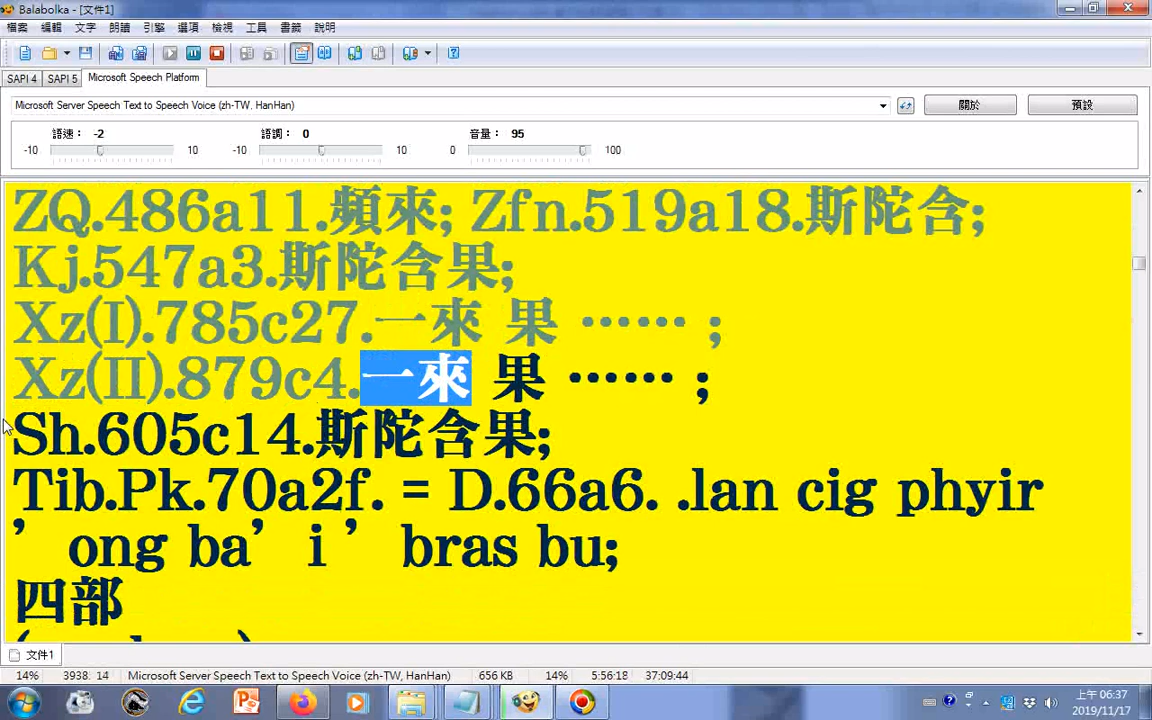 Balabolka - [文件1]
檔案 編輯 文字 朗讀 引擎 選項 檢視 工具 書籤 說明
SAPI 4 SAPI 5 Microsoft Speech Platform
Microsoft Server Speech Text to Speech Voice (zh-TW, HanHan) 關於 預設
語速： -2 語調： 0 音量： 95
-10 10 -10 10 0 100
ZQ.486a11.頻來; Zfn.519a18.斯陀含;
Kj.547a3.斯陀含果;
Xz(I).785c27.一來 果 ⋯⋯ ;
Xz(II).879c4.一來 果 ⋯⋯ ;
Sh.605c14.斯陀含果;
Tib.Pk.70a2f. = D.66a6. .lan cig phyir
’ong ba’i ’bras bu;
四部
文件1
14% 3938: 14 Microsoft Server Speech Text to Speech Voice (zh-TW, HanHan) 656 KB 14% 5:56:18 37:09:44
上午 06:37
2019/11/17